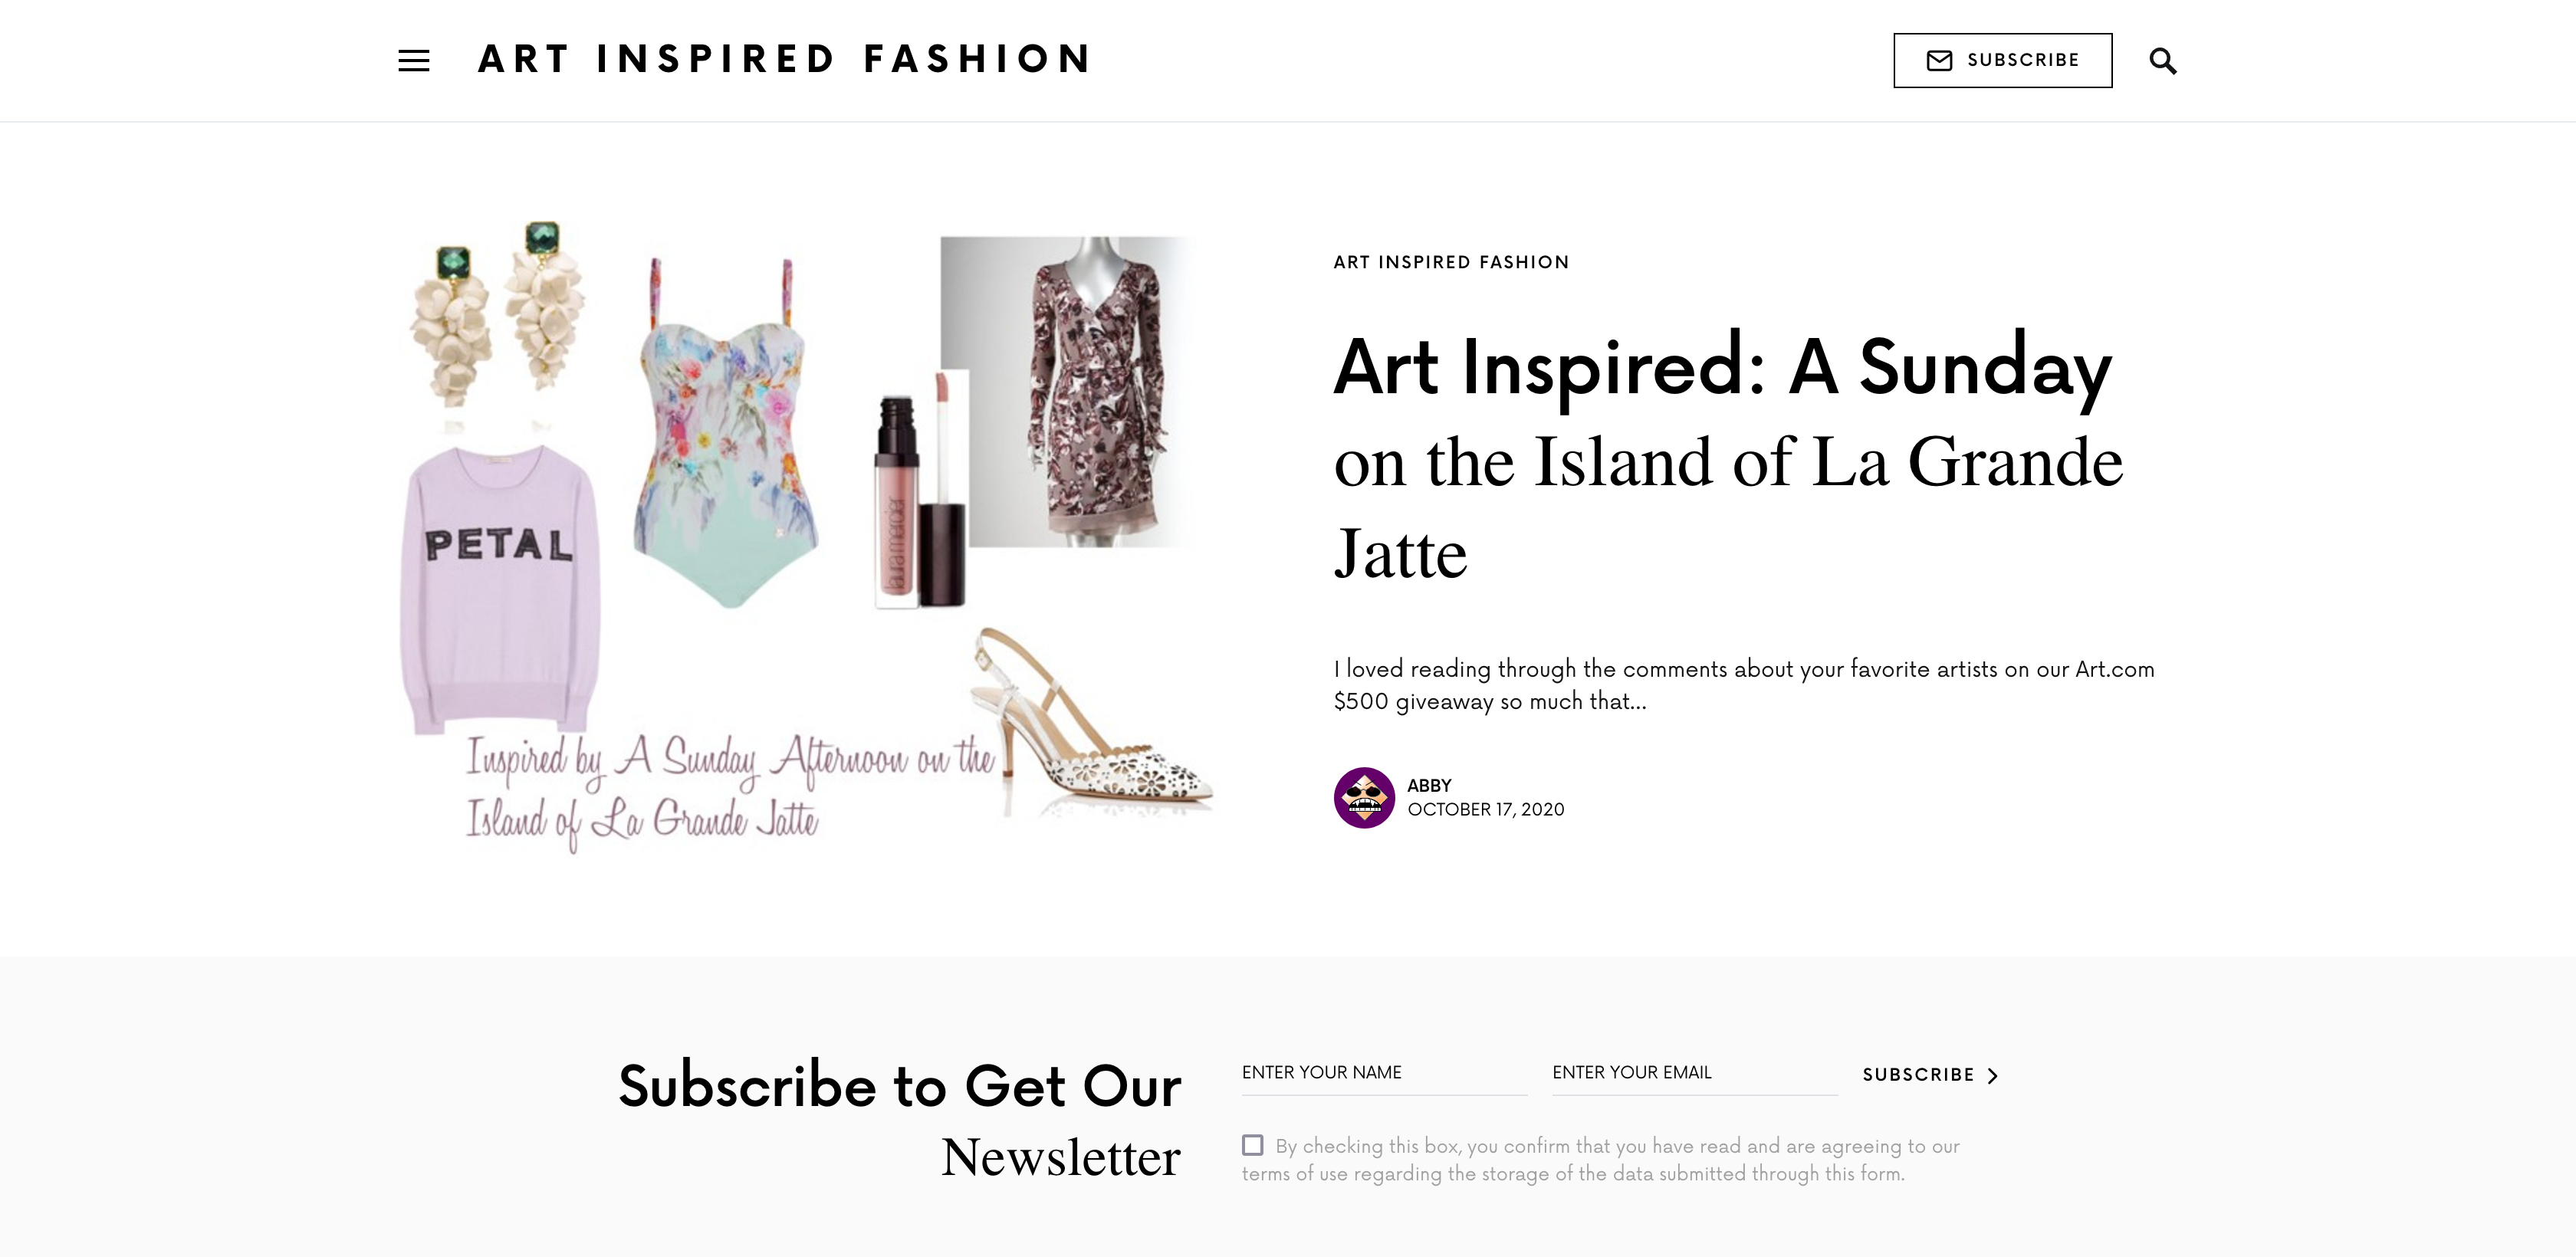 ART INSPIRED FASHION
SUBSCRIBE
PETAL
laura mercier
Inspired by A Sunday Afternoon on the
Island of La Grande Jatte
ART INSPIRED FASHION
Art Inspired: A Sunday
on the Island of La Grande
Jatte
I loved reading through the comments about your favorite artists on our Art.com
$500 giveaway so much that...
ABBY
OCTOBER 17, 2020
Subscribe to Get Our
Newsletter
ENTER YOUR NAME
ENTER YOUR EMAIL
SUBSCRIBE
By checking this box, you confirm that you have read and are agreeing to our
terms of use regarding the storage of the data submitted through this form.